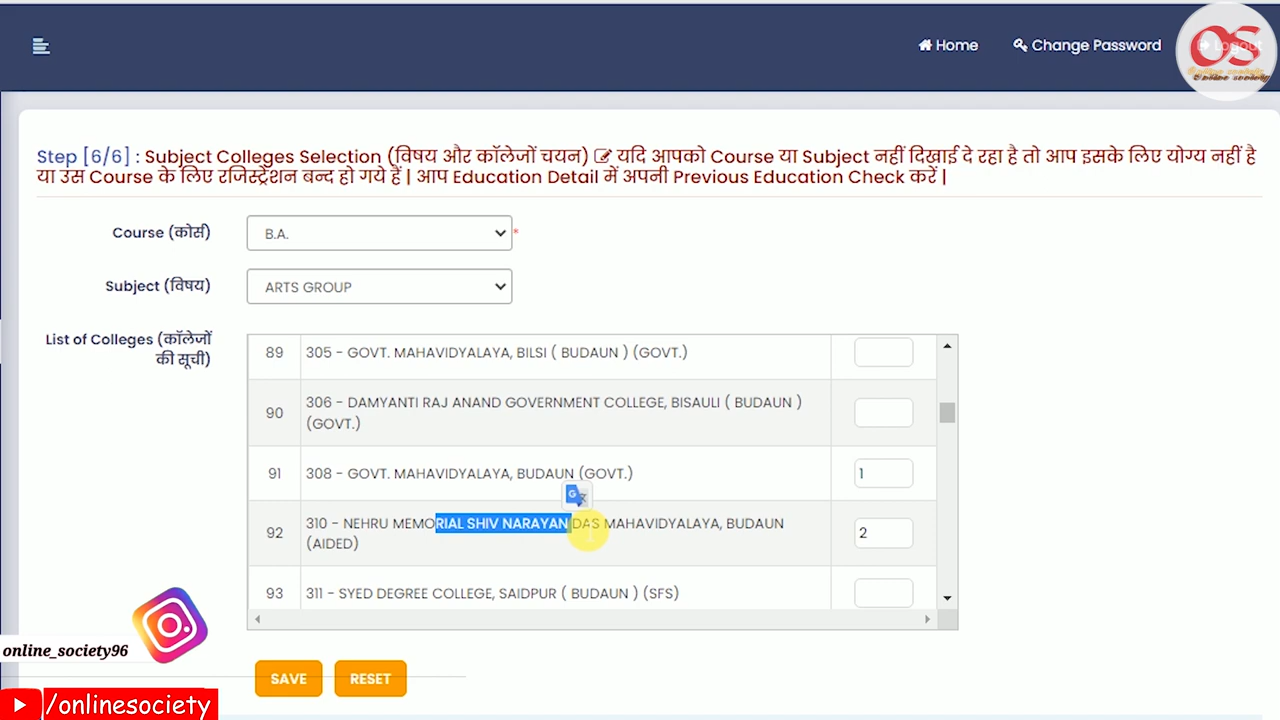 Home
Change Password
Logout
OS
Step [6/6] : Subject Colleges Selection (विषय और कॉलेजों चयन) यदि आपको Course या Subject नहीं दिखाई दे रहा है तो आप इसके लिए योग्य नहीं है
या उस Course के लिए रजिस्ट्रेशन बन्द हो गये हैं | आप Education Detail में अपनी Previous Education Check करें |
Course (कोर्स)
B.A.
*
Subject (विषय)
ARTS GROUP
List of Colleges (कॉलेजों
की सूची)
89 305 - GOVT. MAHAVIDYALAYA, BILSI ( BUDAUN ) (GOVT.)
90 306 - DAMYANTI RAJ ANAND GOVERNMENT COLLEGE, BISAULI ( BUDAUN )
(GOVT.)
91 308 - GOVT. MAHAVIDYALAYA, BUDAUN (GOVT.) 1
92 310 - NEHRU MEMORIAL SHIV NARAYAN DAS MAHAVIDYALAYA, BUDAUN
(AIDED) 2
93 311 - SYED DEGREE COLLEGE, SAIDPUR ( BUDAUN ) (SFS)
online_society96
SAVE
RESET
/onlinesociety